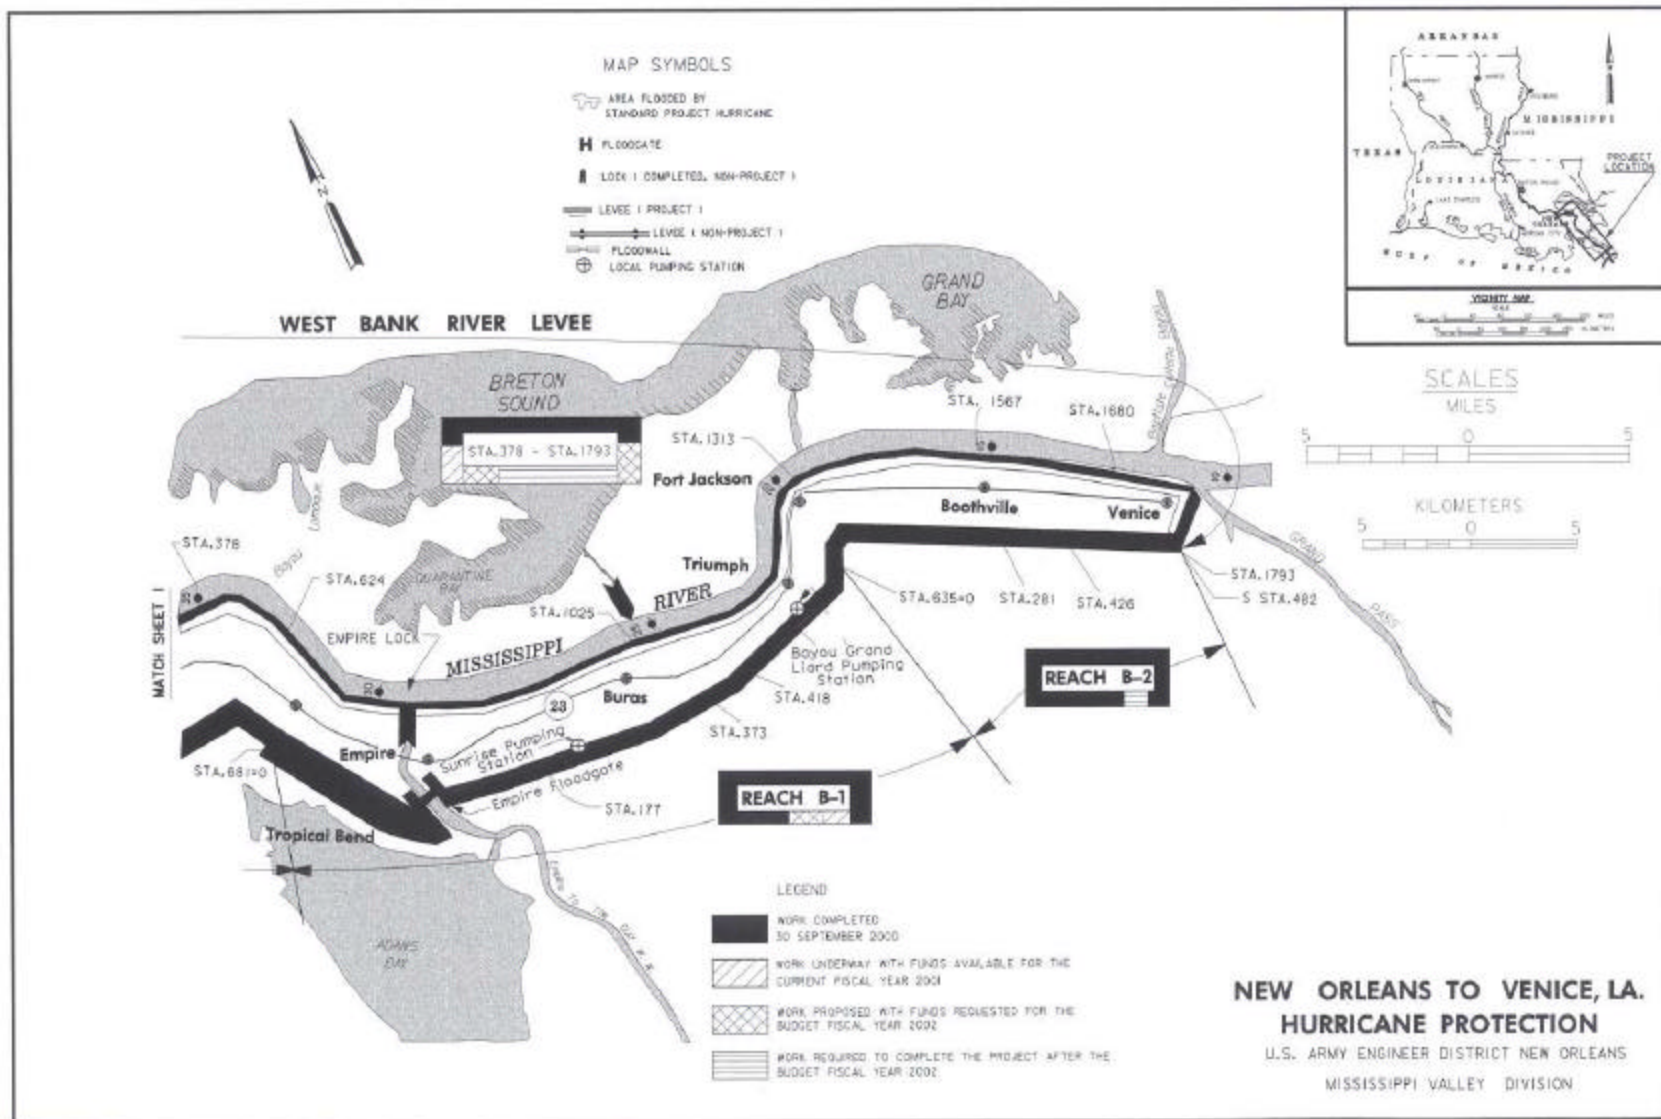 MAP SYMBOLS
AREA FLOODED BY
STANDARD PROJECT HURRICANE
FLOODGATE
LOCK ( COMPLETED, NON-PROJECT )
LEVEE ( PROJECT )
LEVEE ( NON-PROJECT )
FLOODWALL
LOCAL PUMPING STATION
N
ARKANSAS
MISSISSIPPI
TEXAS
LOUISIANA
PROJECT
LOCATION
GULF OF MEXICO
VICINITY MAP
SCALE
SCALES
MILES
5 0 5
KILOMETERS
5 0 5
WEST BANK RIVER LEVEE
GRAND
BAY
BRETON
SOUND
STA.378 - STA.1793
STA.1313
STA. 1567
STA.1680
Fort Jackson
Boothville
Venice
Triumph
STA.378
Bayou
Lamoque
STA.624
QUARANTINE
BAY
STA.1025
EMPIRE LOCK
MISSISSIPPI
RIVER
MATCH SHEET 1
STA.635=0
STA.281
STA.426
STA.1793
S STA.482
GRAND
PASS
Bayou Grand
Liard Pumping
Station
STA.418
STA.373
REACH B-2
Buras
23
Empire
Sunrise Pumping
Station
Empire Floodgate
STA.177
STA.681=0
REACH B-1
Tropical Bend
ADAMS
BAY
LEGEND
WORK COMPLETED
30 SEPTEMBER 2000
WORK UNDERWAY WITH FUNDS AVAILABLE FOR THE
CURRENT FISCAL YEAR 2001
WORK PROPOSED WITH FUNDS REQUESTED FOR THE
BUDGET FISCAL YEAR 2002
WORK REQUIRED TO COMPLETE THE PROJECT AFTER THE
BUDGET FISCAL YEAR 2002
NEW ORLEANS TO VENICE, LA.
HURRICANE PROTECTION
U.S. ARMY ENGINEER DISTRICT NEW ORLEANS
MISSISSIPPI VALLEY DIVISION